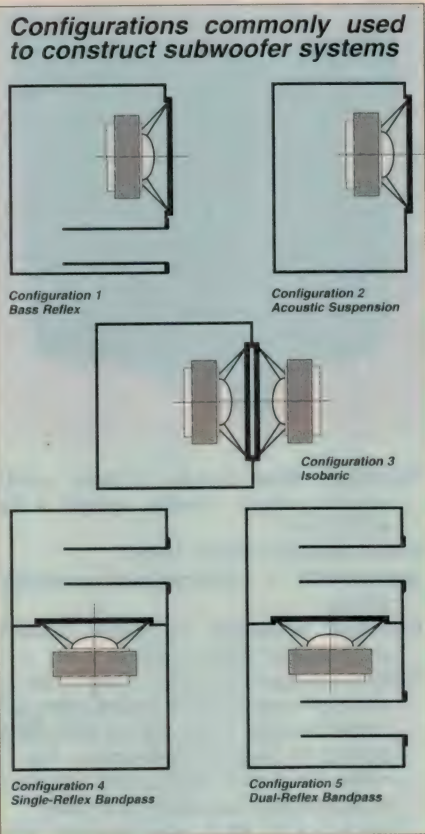 Configurations commonly used
to construct subwoofer systems
Configuration 1
Bass Reflex
Configuration 2
Acoustic Suspension
Configuration 3
Isobaric
Configuration 4
Single-Reflex Bandpass
Configuration 5
Dual-Reflex Bandpass